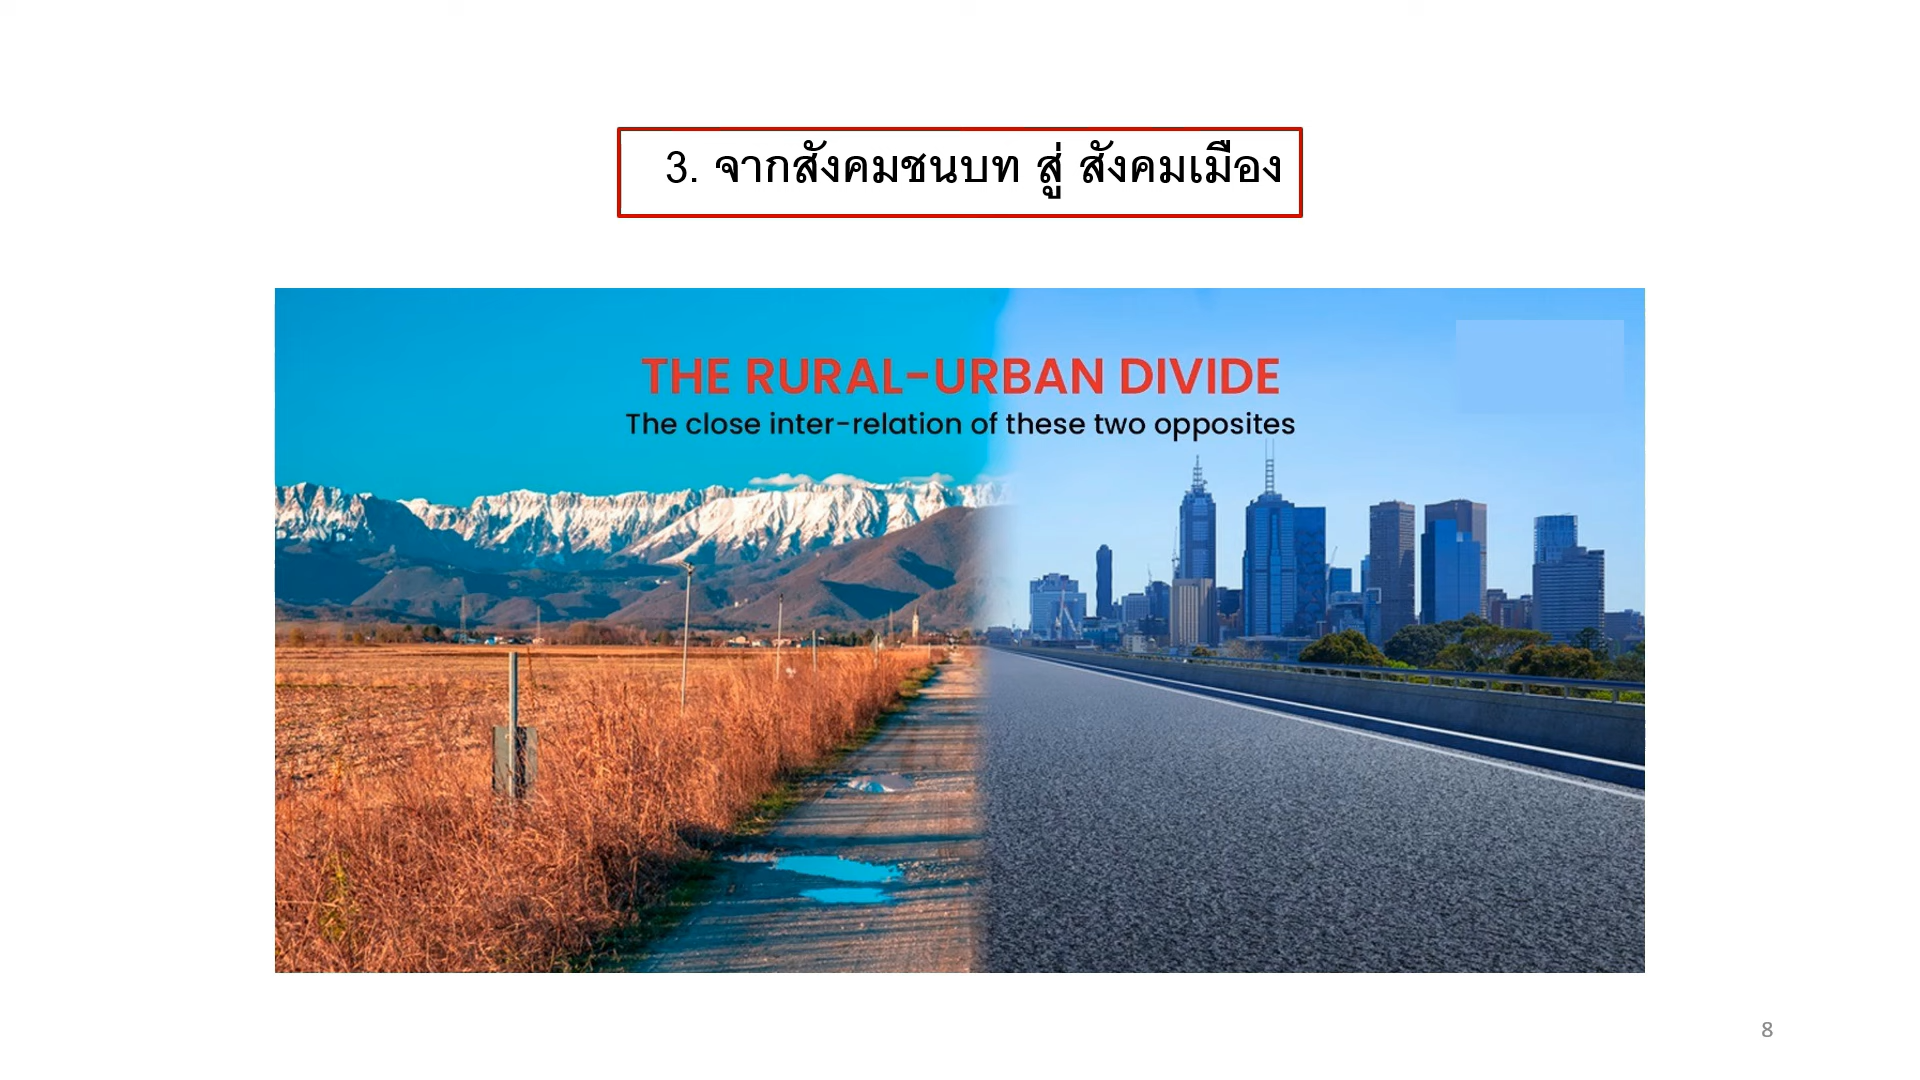 3. จากสังคมชนบท สู่ สังคมเมือง
THE RURAL-URBAN DIVIDE
The close inter-relation of these two opposites
8